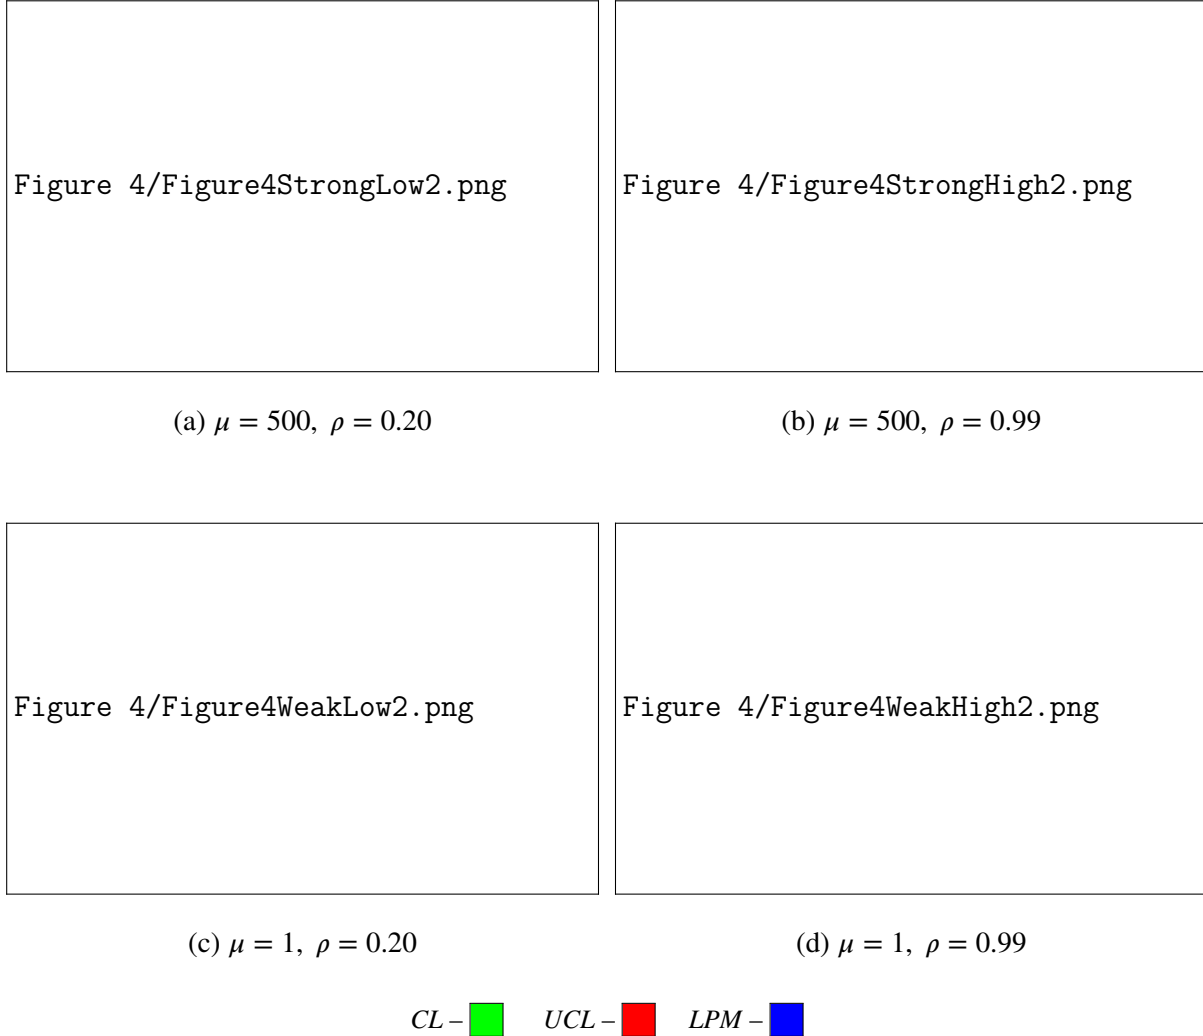 Figure 4/Figure4StrongLow2.png
Figure 4/Figure4StrongHigh2.png
(a) μ = 500, ρ = 0.20
(b) μ = 500, ρ = 0.99
Figure 4/Figure4WeakLow2.png
Figure 4/Figure4WeakHigh2.png
(c) μ = 1, ρ = 0.20
(d) μ = 1, ρ = 0.99
CL – UCL – LPM –